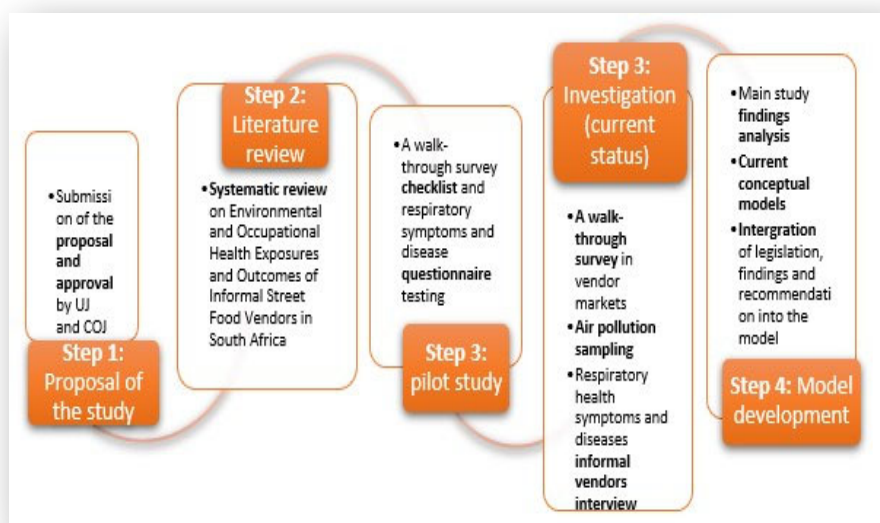 •Submissi
on of the
proposal
and
approval
by UJ
and COJ
Step 1:
Proposal of
the study
Step 2:
Literature
review
•Systematic review
on Environmental
and Occupational
Health Exposures
and Outcomes of
Informal Street
Food Vendors in
South Africa
•A walk-
through survey
checklist and
respiratory
symptoms and
disease
questionnaire
testing
Step 3:
pilot study
Step 3:
Investigation
(current
status)
•A walk-
through
survey in
vendor
markets
•Air pollution
sampling
•Respiratory
health
symptoms and
diseases
informal
vendors
interview
•Main study
findings
analysis
•Current
conceptual
models
•Intergration
of legislation,
findings and
recommendati
on into the
model
Step 4: Model
development